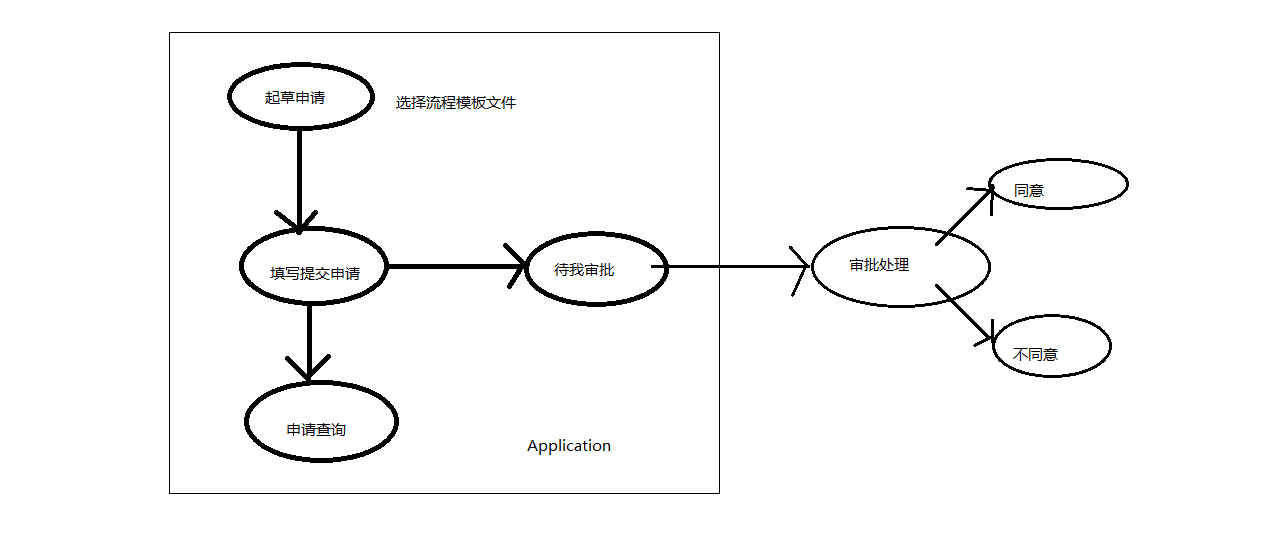 起草申请
选择流程模板文件
同意
填写提交申请
待我审批
审批处理
不同意
申请查询
Application